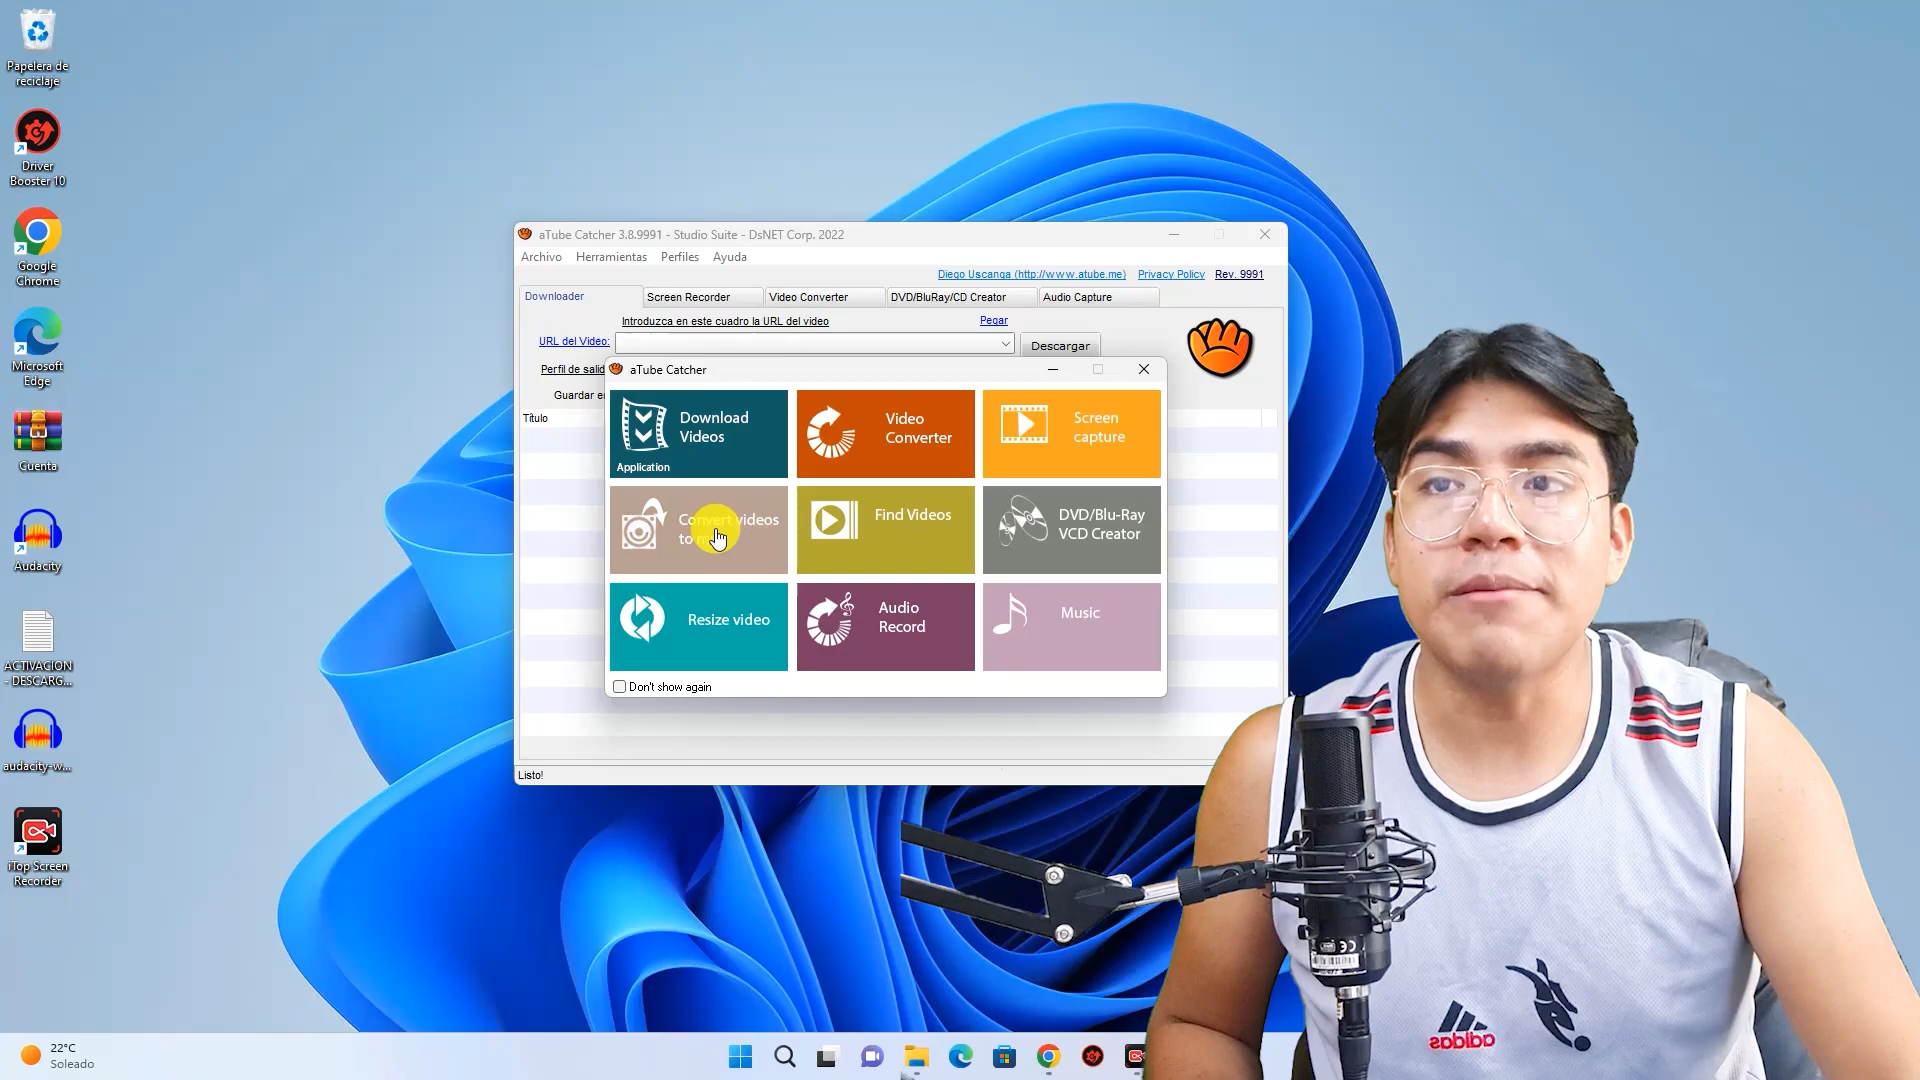 Papelera de
reciclaje
Driver
Booster 10
Google
Chrome
Microsoft
Edge
Cuenta
Audacity
ACTIVACION
- DESCARG...
audacity-w...
iTop Screen
Recorder
aTube Catcher 3.8.9991 - Studio Suite - DsNET Corp. 2022
Archivo Herramientas Perfiles Ayuda
Diego Uscanga (http://www.atube.me) Privacy Policy Rev. 9991
Downloader Screen Recorder Video Converter DVD/BluRay/CD Creator Audio Capture
Introduzca en este cuadro la URL del video Pegar
URL del Video: Descargar
Perfil de salid
Guardar e
Título
aTube Catcher
Download
Videos
Application
Video
Converter
Screen
capture
Convert videos
to
Find Videos
DVD/Blu-Ray
VCD Creator
Resize video
Audio
Record
Music
Don't show again
Listo!
adidas
CE
22°C
Soleado